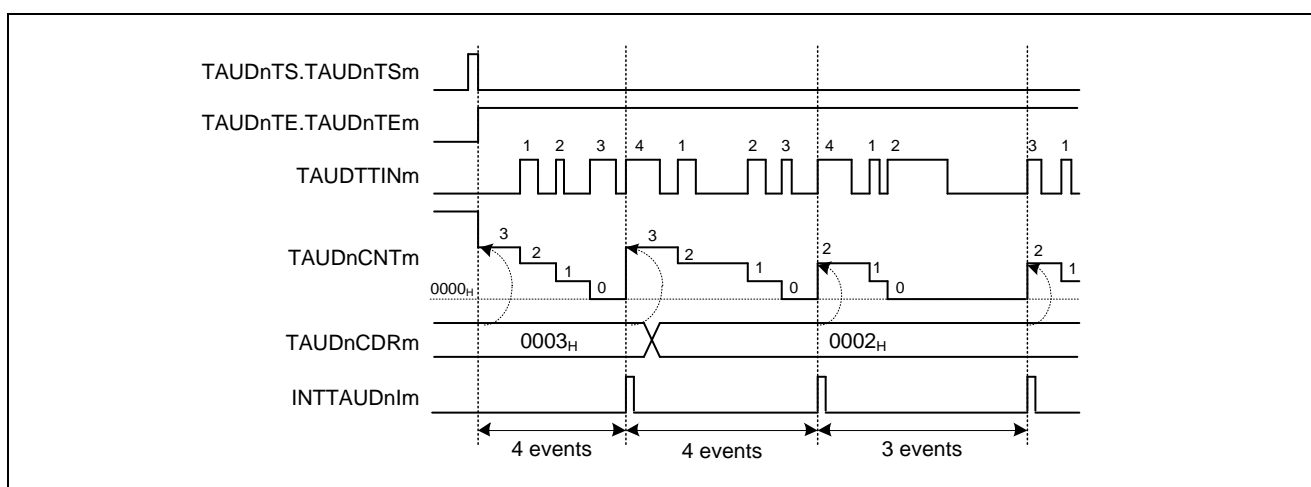 TAUDnTS.TAUDnTSm
TAUDnTE.TAUDnTEm
1 2 3 4 1 2 3 4 1 2 3 1
TAUDTTINm
3 2 1 0 3 2 1 0 2 1 0 2 1
TAUDnCNTm
0000H
TAUDnCDRm
0003H 0002H
INTTAUDnIm
4 events 4 events 3 events